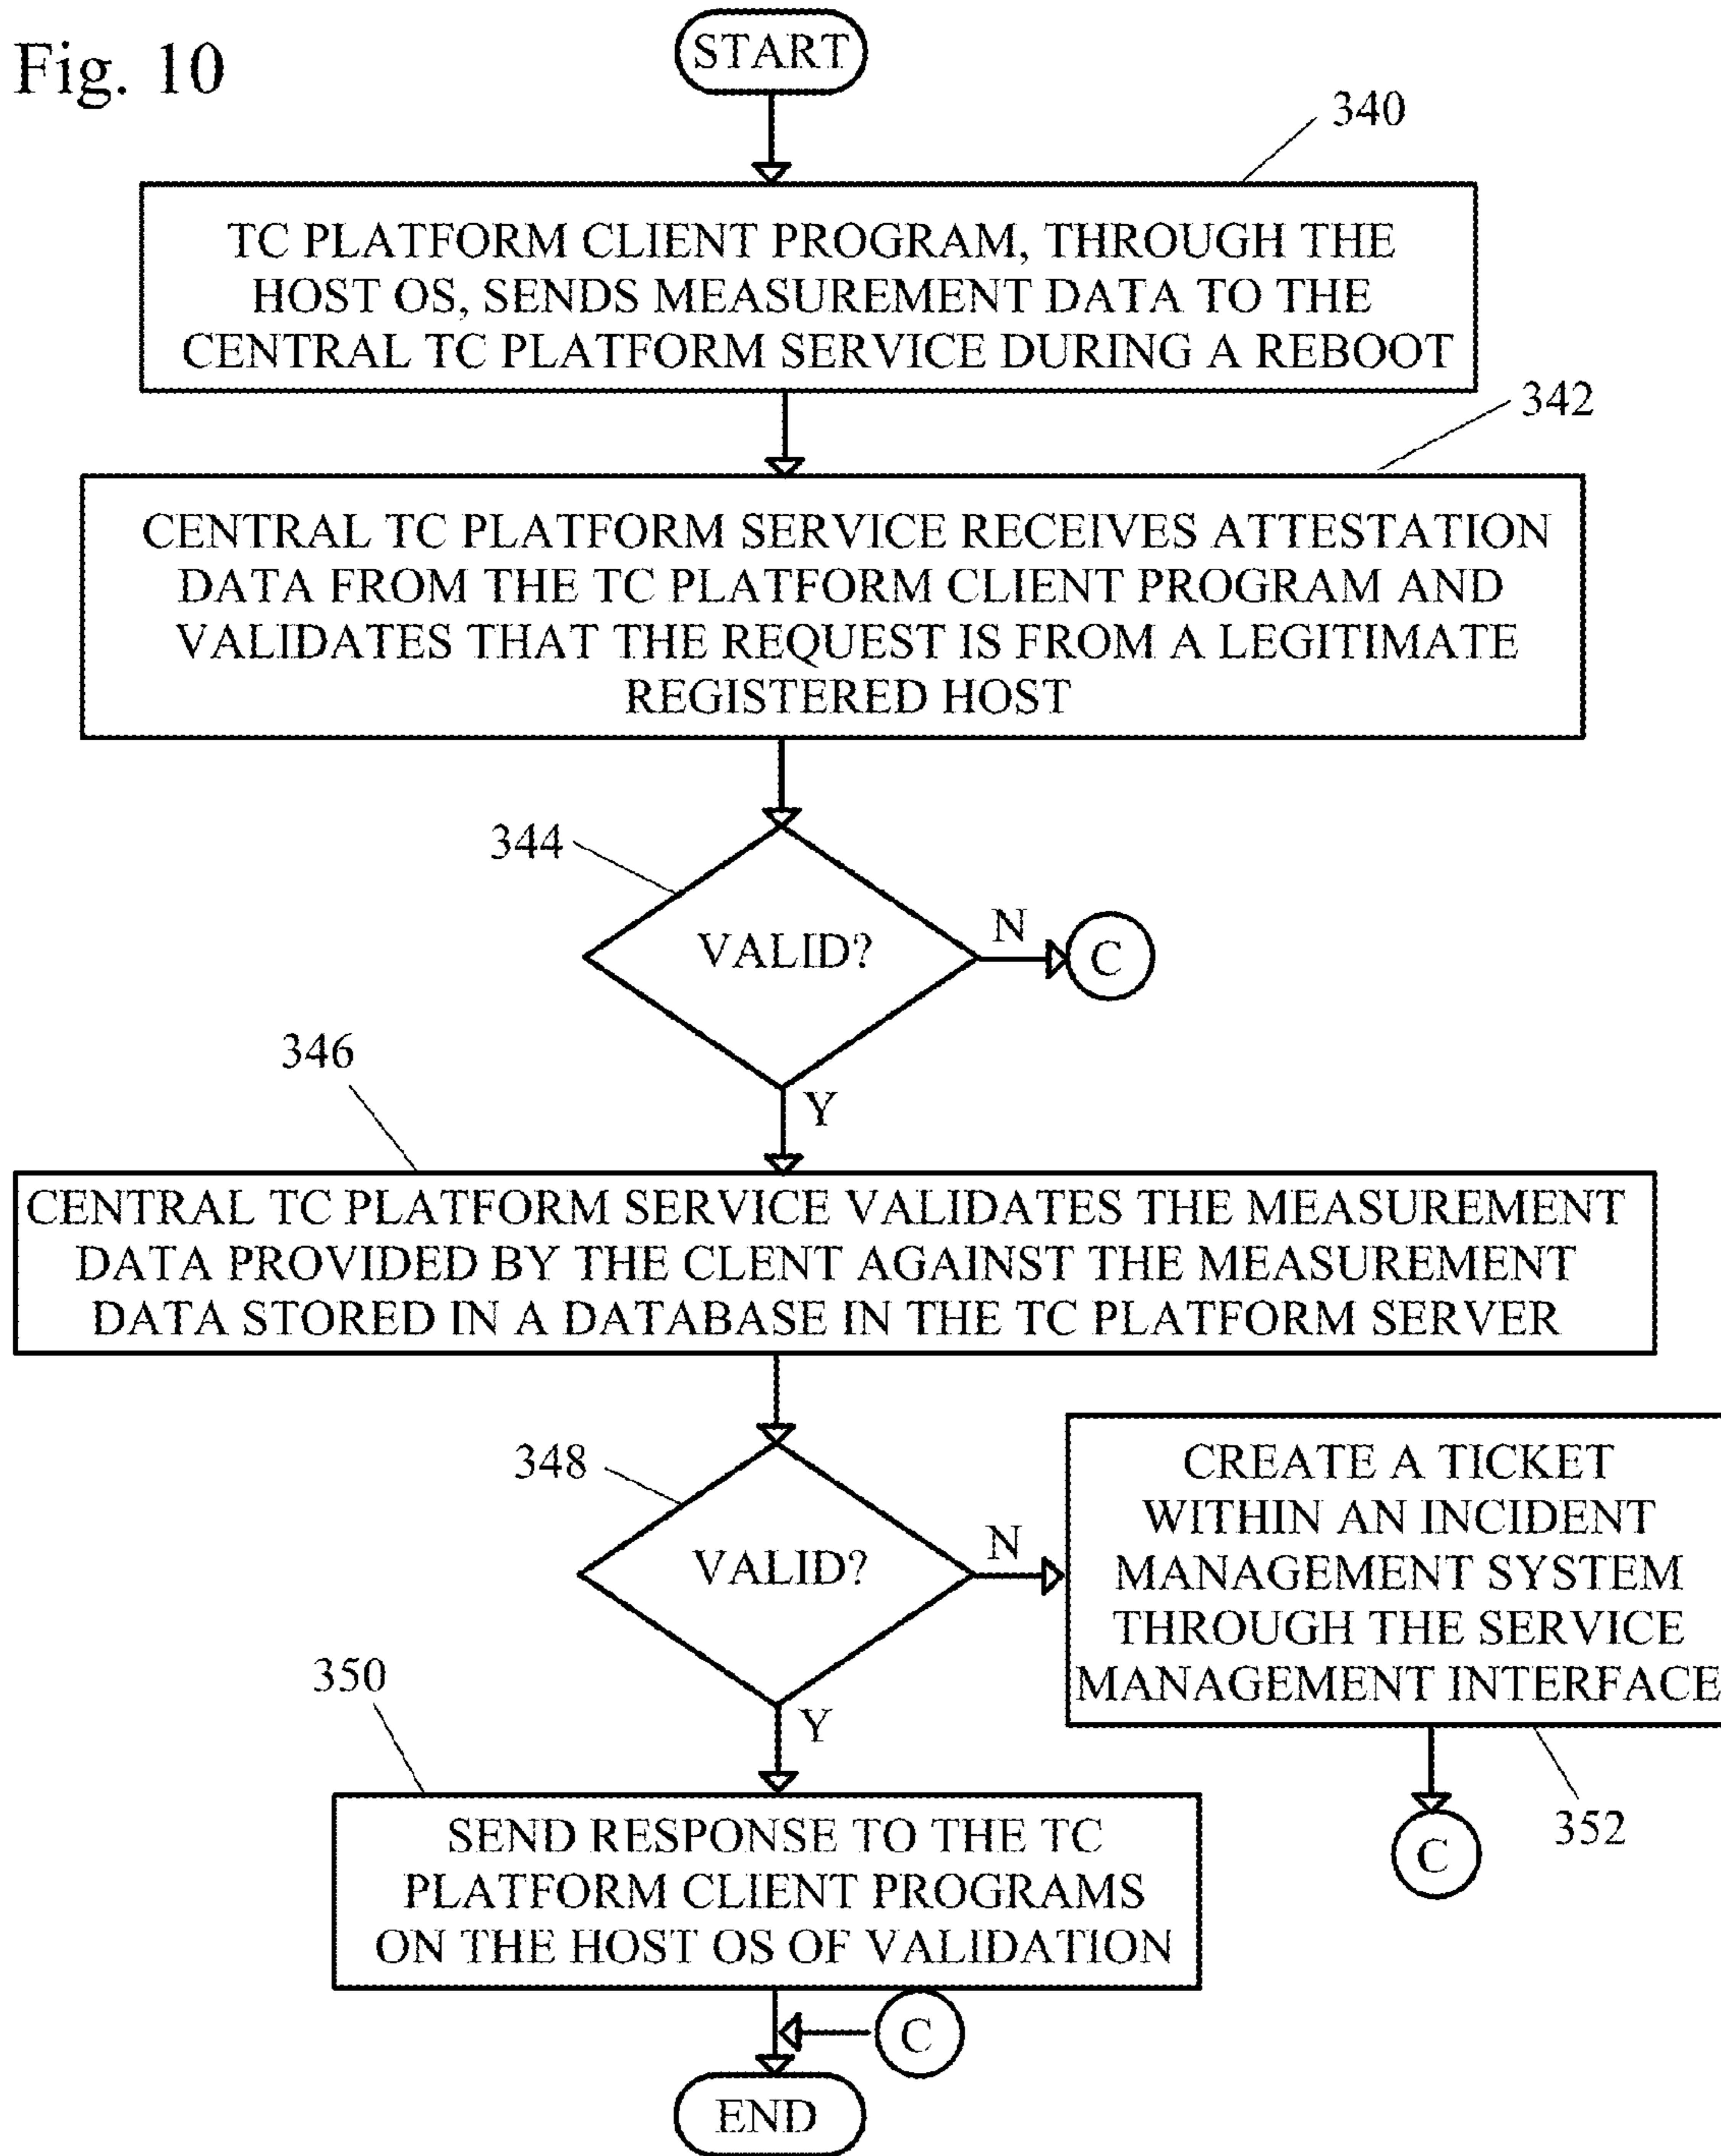 Fig. 10
START
340
TC PLATFORM CLIENT PROGRAM, THROUGH THE
HOST OS, SENDS MEASUREMENT DATA TO THE
CENTRAL TC PLATFORM SERVICE DURING A REBOOT
342
CENTRAL TC PLATFORM SERVICE RECEIVES ATTESTATION
DATA FROM THE TC PLATFORM CLIENT PROGRAM AND
VALIDATES THAT THE REQUEST IS FROM A LEGITIMATE
REGISTERED HOST
344
VALID?
N
C
Y
346
CENTRAL TC PLATFORM SERVICE VALIDATES THE MEASUREMENT
DATA PROVIDED BY THE CLENT AGAINST THE MEASUREMENT
DATA STORED IN A DATABASE IN THE TC PLATFORM SERVER
348
VALID?
N
CREATE A TICKET
WITHIN AN INCIDENT
MANAGEMENT SYSTEM
THROUGH THE SERVICE
MANAGEMENT INTERFACE
352
C
Y
350
SEND RESPONSE TO THE TC
PLATFORM CLIENT PROGRAMS
ON THE HOST OS OF VALIDATION
C
END